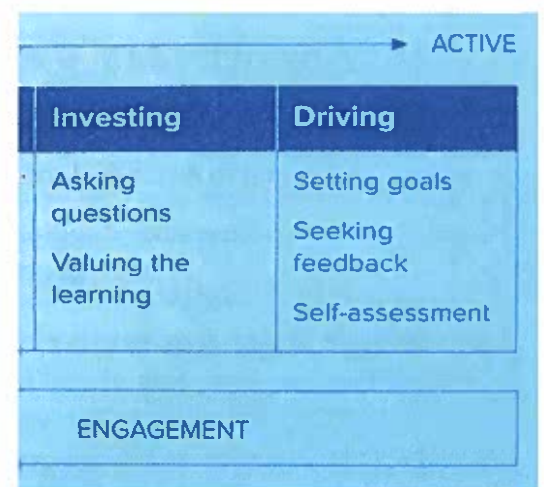 ACTIVE
Investing
Asking
questions
Valuing the
learning
Driving
Setting goals
Seeking
feedback
Self-assessment
ENGAGEMENT